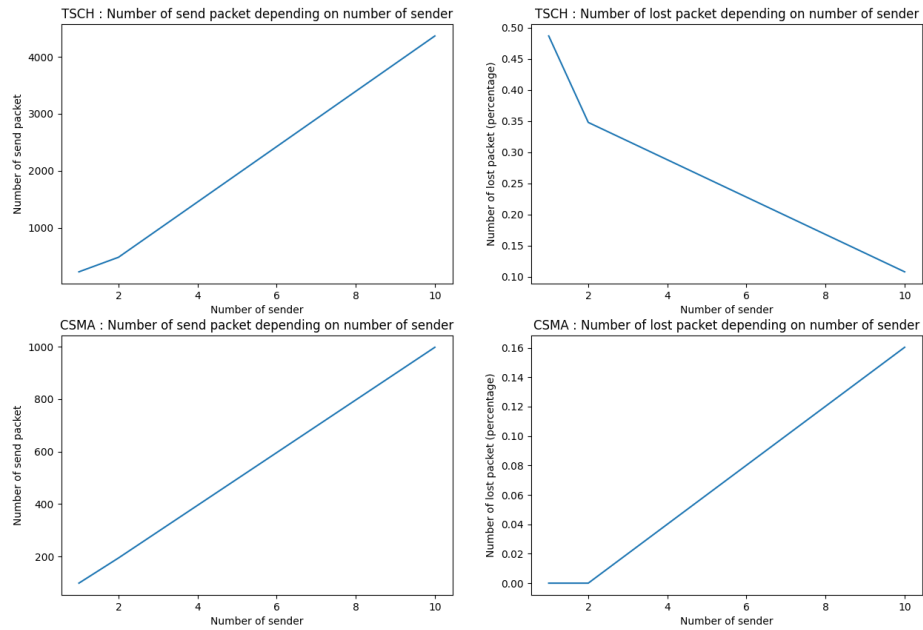 TSCH : Number of send packet depending on number of sender
4000
3000
2000
1000
Number of send packet
2 4 6 8 10
Number of sender
TSCH : Number of lost packet depending on number of sender
0.50
0.45
0.40
0.35
0.30
0.25
0.20
0.15
0.10
Number of lost packet (percentage)
2 4 6 8 10
Number of sender
CSMA : Number of send packet depending on number of sender
1000
800
600
400
200
Number of send packet
2 4 6 8 10
Number of sender
CSMA : Number of lost packet depending on number of sender
0.16
0.14
0.12
0.10
0.08
0.06
0.04
0.02
0.00
Number of lost packet (percentage)
2 4 6 8 10
Number of sender